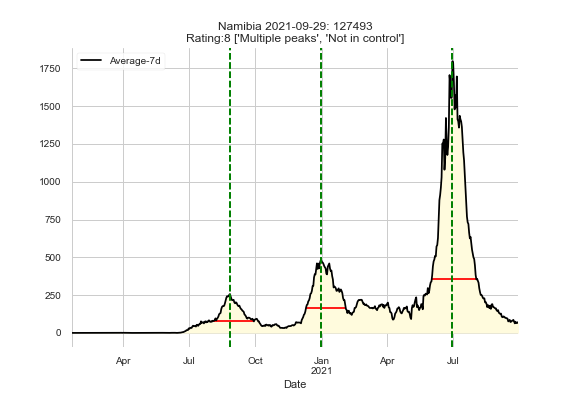 Namibia 2021-09-29: 127493
Rating:8 ['Multiple peaks', 'Not in control']
Average-7d
1750
1500
1250
1000
750
500
250
0
Apr
Jul
Oct
Jan
2021
Apr
Jul
Date